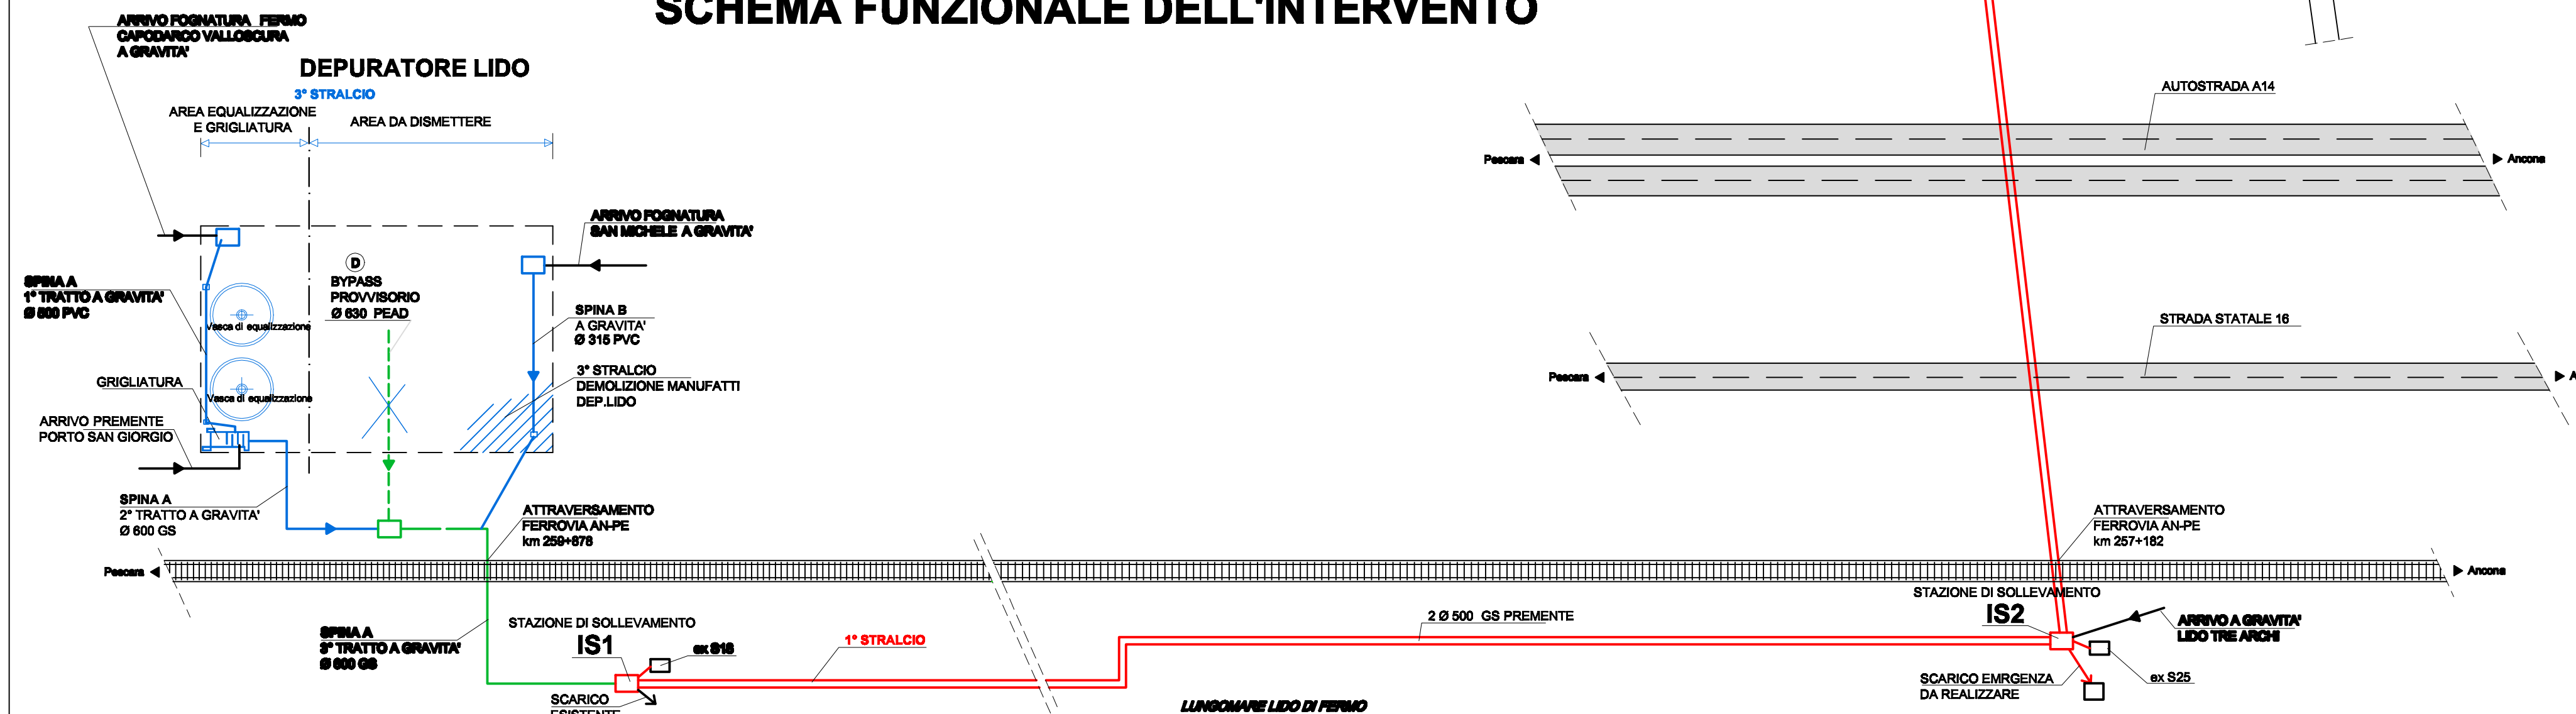 SCHEMA FUNZIONALE DELL'INTERVENTO
ARRIVO FOGNATURA FERMO
CAPODARCO VALLOSCURA
A GRAVITA'
DEPURATORE LIDO
3° STRALCIO
AREA EQUALIZZAZIONE
E GRIGLIATURA
AREA DA DISMETTERE
AUTOSTRADA A14
Pescara
Ancona
ARRIVO FOGNATURA
SAN MICHELE A GRAVITA'
D
BYPASS
PROVVISORIO
Ø 630 PEAD
SPINA A
1° TRATTO A GRAVITA'
Ø 500 PVC
Vasca di equalizzazione
SPINA B
A GRAVITA'
Ø 315 PVC
STRADA STATALE 16
Pescara
A
3° STRALCIO
DEMOLIZIONE MANUFATTI
DEP.LIDO
GRIGLIATURA
Vasca di equalizzazione
ARRIVO PREMENTE
PORTO SAN GIORGIO
SPINA A
2° TRATTO A GRAVITA'
Ø 600 GS
ATTRAVERSAMENTO
FERROVIA AN-PE
km 259+678
ATTRAVERSAMENTO
FERROVIA AN-PE
km 257+182
Pescara
Ancona
STAZIONE DI SOLLEVAMENTO
IS2
2 Ø 500 GS PREMENTE
ARRIVO A GRAVITA'
LIDO TRE ARCHI
STAZIONE DI SOLLEVAMENTO
IS1
SPINA A
3° TRATTO A GRAVITA'
Ø 600 GS
ex S18
1° STRALCIO
SCARICO EMRGENZA
DA REALIZZARE
ex S25
SCARICO
ESISTENTE
LUNGOMARE LIDO DI FERMO